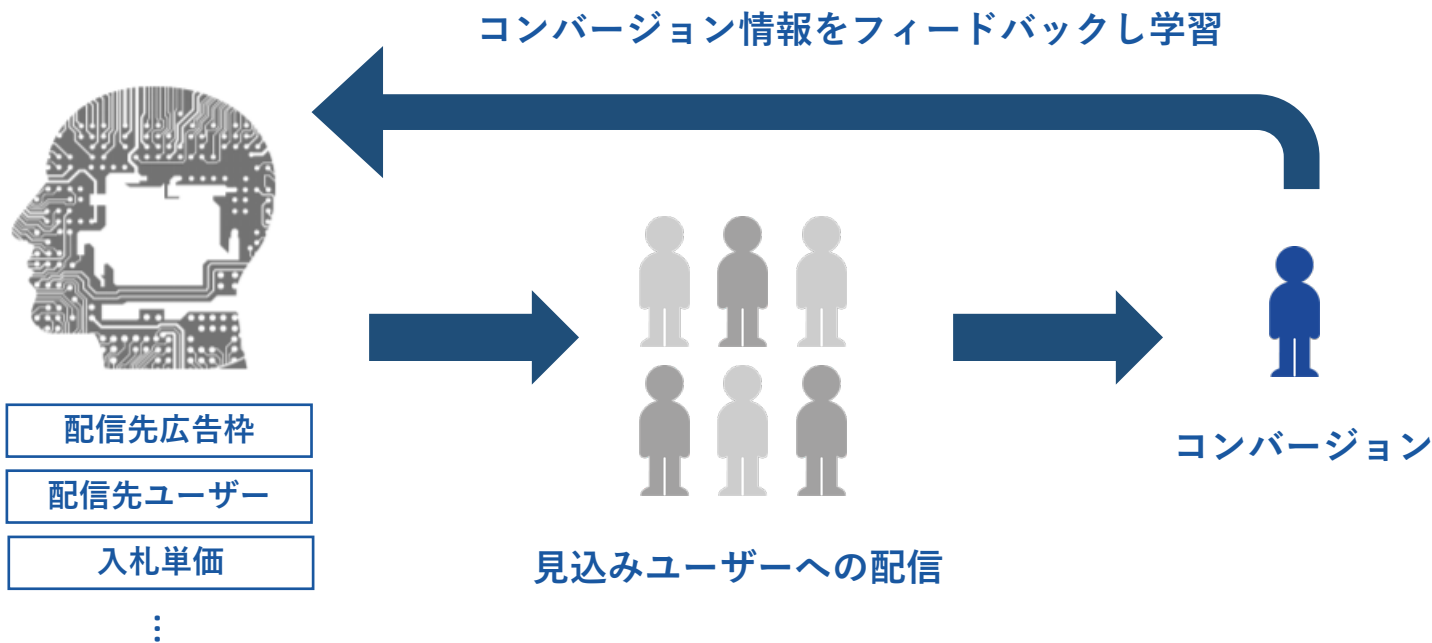 コンバージョン情報をフィードバックし学習
配信先広告枠
配信先ユーザー
入札単価
⋮
見込みユーザーへの配信
コンバージョン